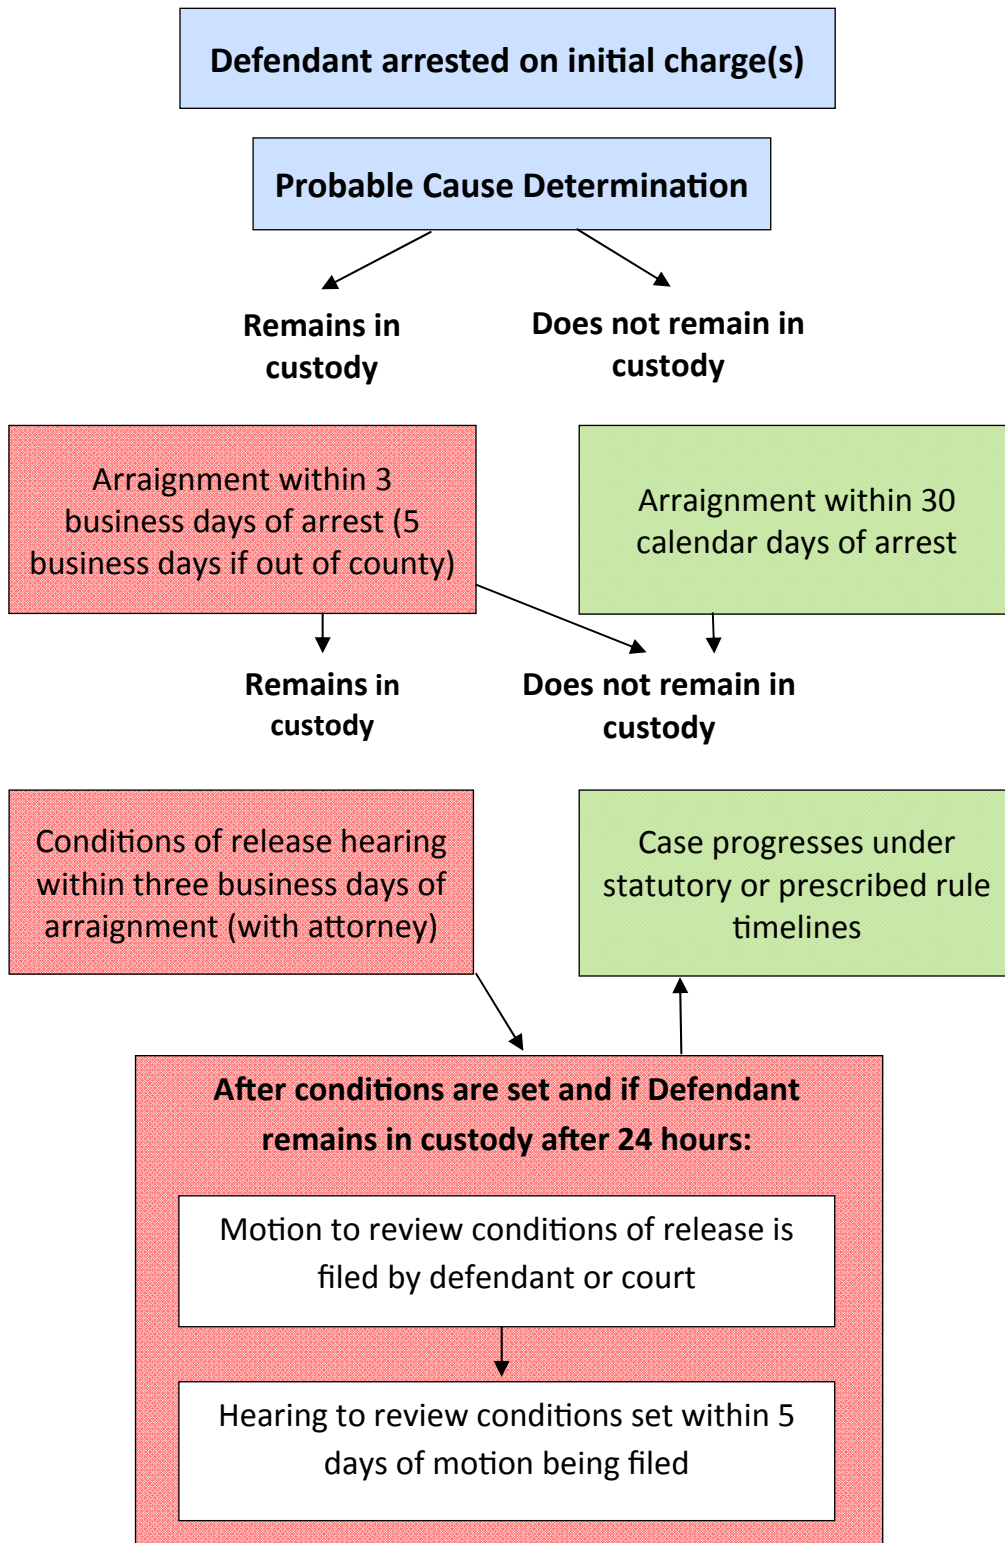 Defendant arrested on initial charge(s)
Probable Cause Determination
Remains in
custody
Does not remain in
custody
Arraignment within 3
business days of arrest (5
business days if out of county)
Arraignment within 30
calendar days of arrest
Remains in
custody
Does not remain in
custody
Conditions of release hearing
within three business days of
arraignment (with attorney)
Case progresses under
statutory or prescribed rule
timelines
After conditions are set and if Defendant
remains in custody after 24 hours:
Motion to review conditions of release is
filed by defendant or court
Hearing to review conditions set within 5
days of motion being filed